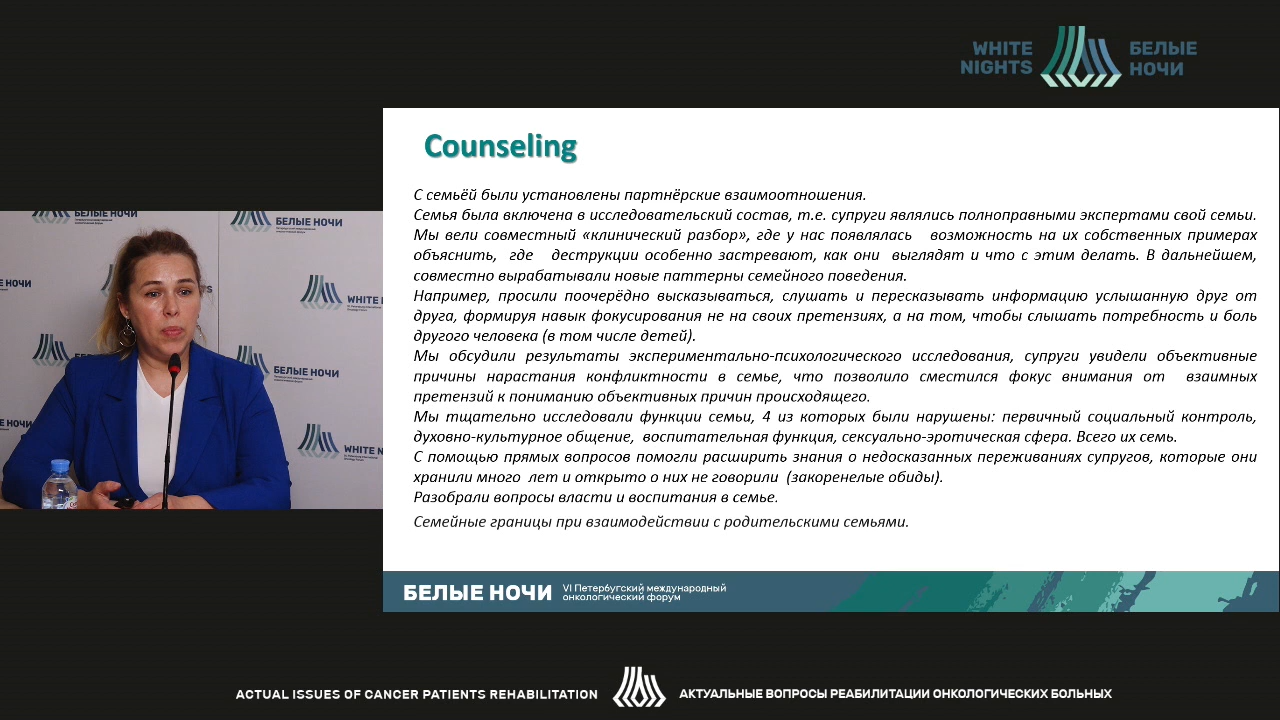 WHITE
NIGHTS
БЕЛЫЕ
НОЧИ
Counseling
С семьёй были установлены партнёрские взаимоотношения.
Семья была включена в исследовательский состав, т.е. супруги являлись полноправными экспертами свой семьи.
Мы вели совместный «клинический разбор», где у нас появлялась возможность на их собственных примерах
объяснить, где деструкции особенно застревают, как они выглядят и что с этим делать. В дальнейшем,
совместно вырабатывали новые паттерны семейного поведения.
Например, просили поочерёдно высказываться, слушать и пересказывать информацию услышанную друг от
друга, формируя навык фокусирования не на своих претензиях, а на том, чтобы слышать потребность и боль
другого человека (в том числе детей).
Мы обсудили результаты экспериментально-психологического исследования, супруги увидели объективные
причины нарастания конфликтности в семье, что позволило сместился фокус внимания от взаимных
претензий к пониманию объективных причин происходящего.
Мы тщательно исследовали функции семьи, 4 из которых были нарушены: первичный социальный контроль,
духовно-культурное общение, воспитательная функция, сексуально-эротическая сфера. Всего их семь.
С помощью прямых вопросов помогли расширить знания о недосказанных переживаниях супругов, которые они
хранили много лет и открыто о них не говорили (закоренелые обиды).
Разобрали вопросы власти и воспитания в семье.
Семейные границы при взаимодействии с родительскими семьями.
БЕЛЫЕ НОЧИ
VI Петербугский международный
онкологический форум
БЕЛЫЕ НОЧИ
БЕЛЫЕ НОЧИ
WHITE N
БЕЛЫЕ НОЧИ
WHITE N
ACTUAL ISSUES OF CANCER PATIENTS REHABILITATION
АКТУАЛЬНЫЕ ВОПРОСЫ РЕАБИЛИТАЦИИ ОНКОЛОГИЧЕСКИХ БОЛЬНЫХ